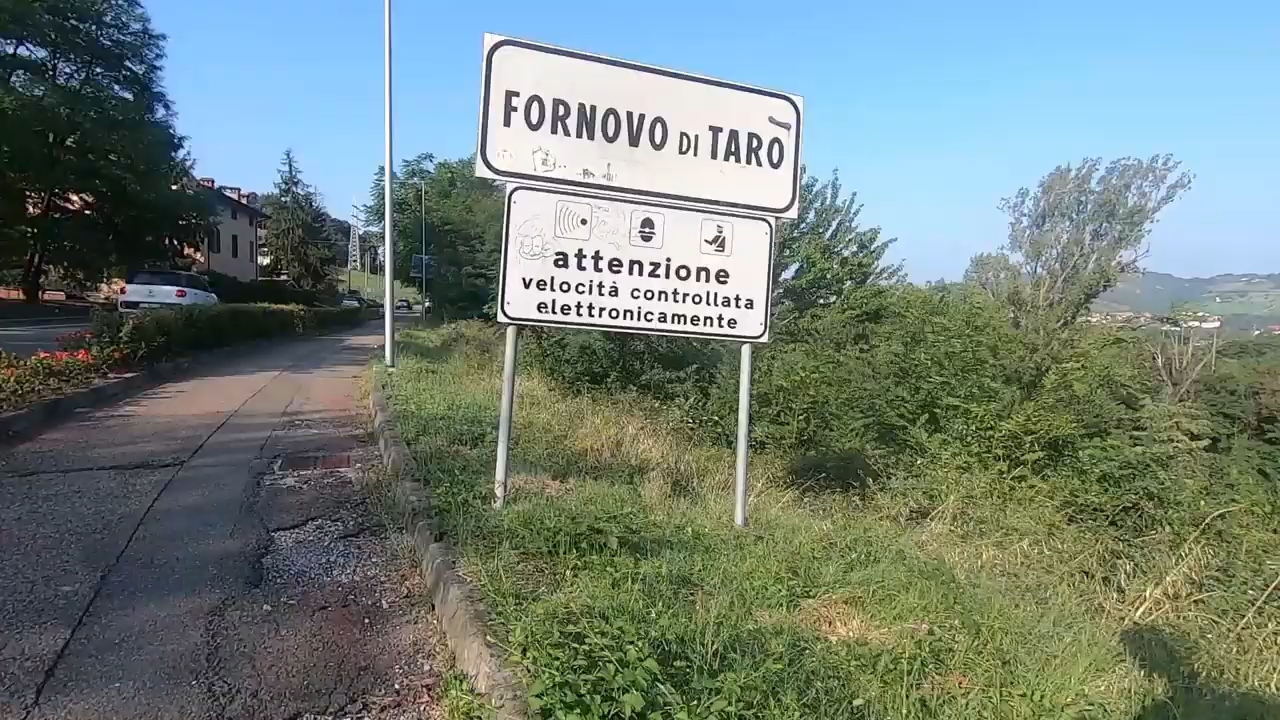 FORNOVO DI TARO
attenzione
velocità controllata
elettronicamente